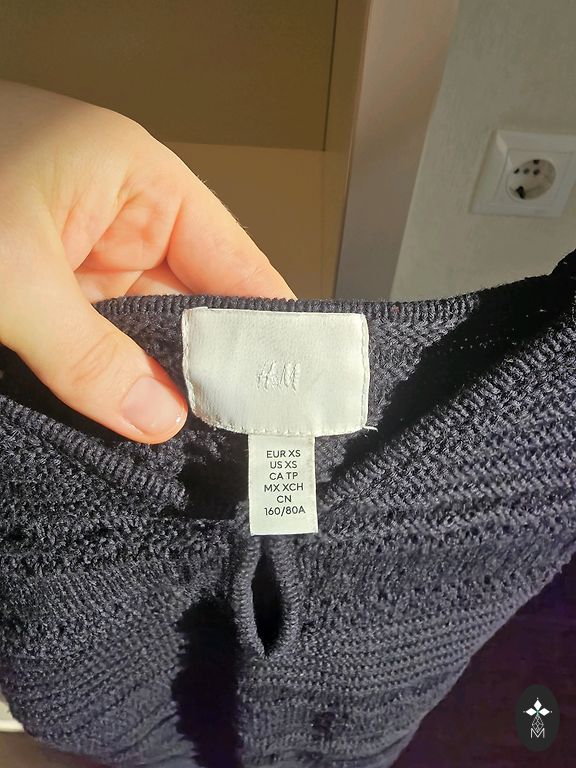 H&M
EUR XS
US XS
CA TP
MX XCH
CN
160/80A
M